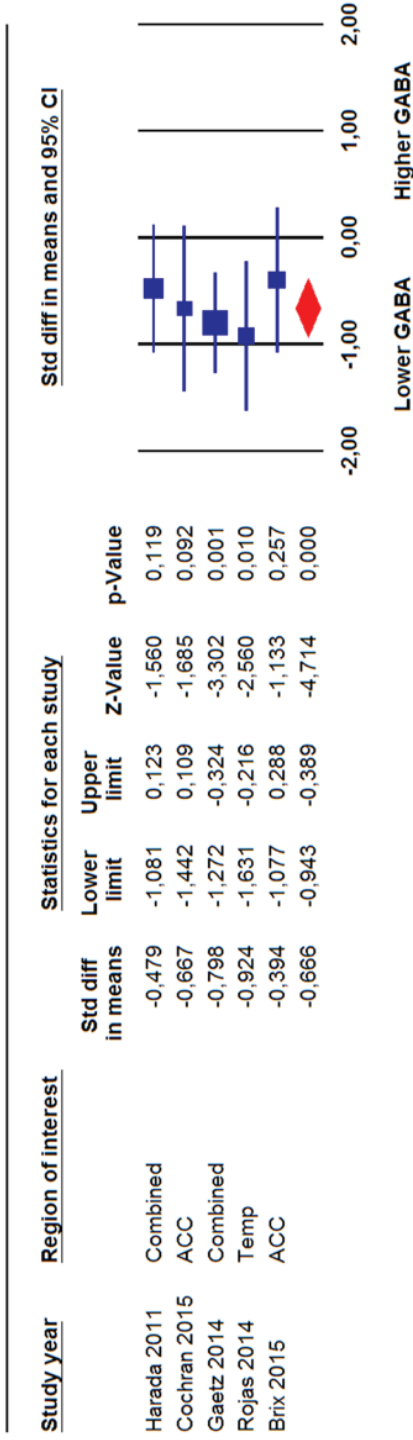 Study year Region of interest Statistics for each study Std diff in means and 95% CI
Std diff Lower Upper
in means limit limit Z-Value p-Value
Harada 2011 Combined -0,479 -1,081 0,123 -1,560 0,119
Cochran 2015 ACC -0,667 -1,442 0,109 -1,685 0,092
Gaetz 2014 Combined -0,798 -1,272 -0,324 -3,302 0,001
Rojas 2014 Temp -0,924 -1,631 -0,216 -2,560 0,010
Brix 2015 ACC -0,394 -1,077 0,288 -1,133 0,257
-0,666 -0,943 -0,389 -4,714 0,000
-2,00 -1,00 0,00 1,00 2,00
Lower GABA Higher GABA